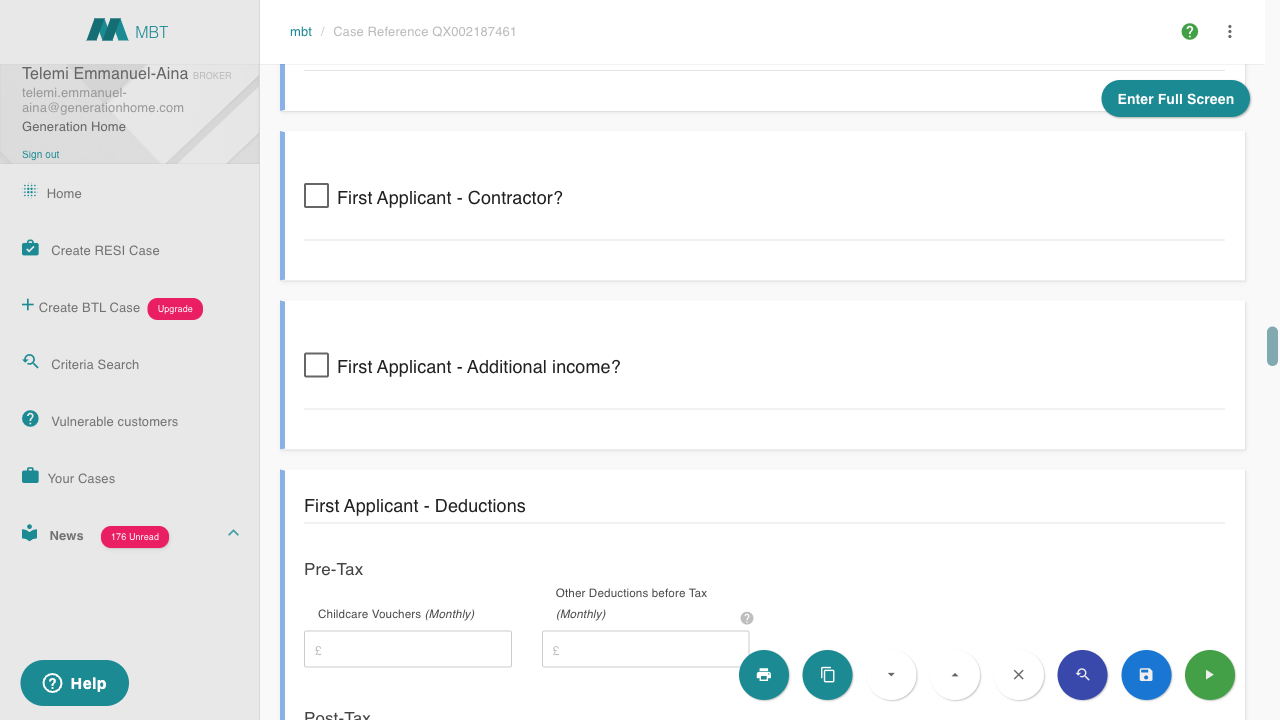 MBT
mbt / Case Reference QX002187461
Telemi Emmanuel-Aina BROKER
telemi.emmanuel-
aina@generationhome.com
Generation Home
Sign out
Enter Full Screen
Home
Create RESI Case
Create BTL Case Upgrade
Criteria Search
Vulnerable customers
Your Cases
News 176 Unread
Help
First Applicant - Contractor?
First Applicant - Additional income?
First Applicant - Deductions
Pre-Tax
Childcare Vouchers (Monthly)
£
Other Deductions before Tax
(Monthly)
£
Post-Tax